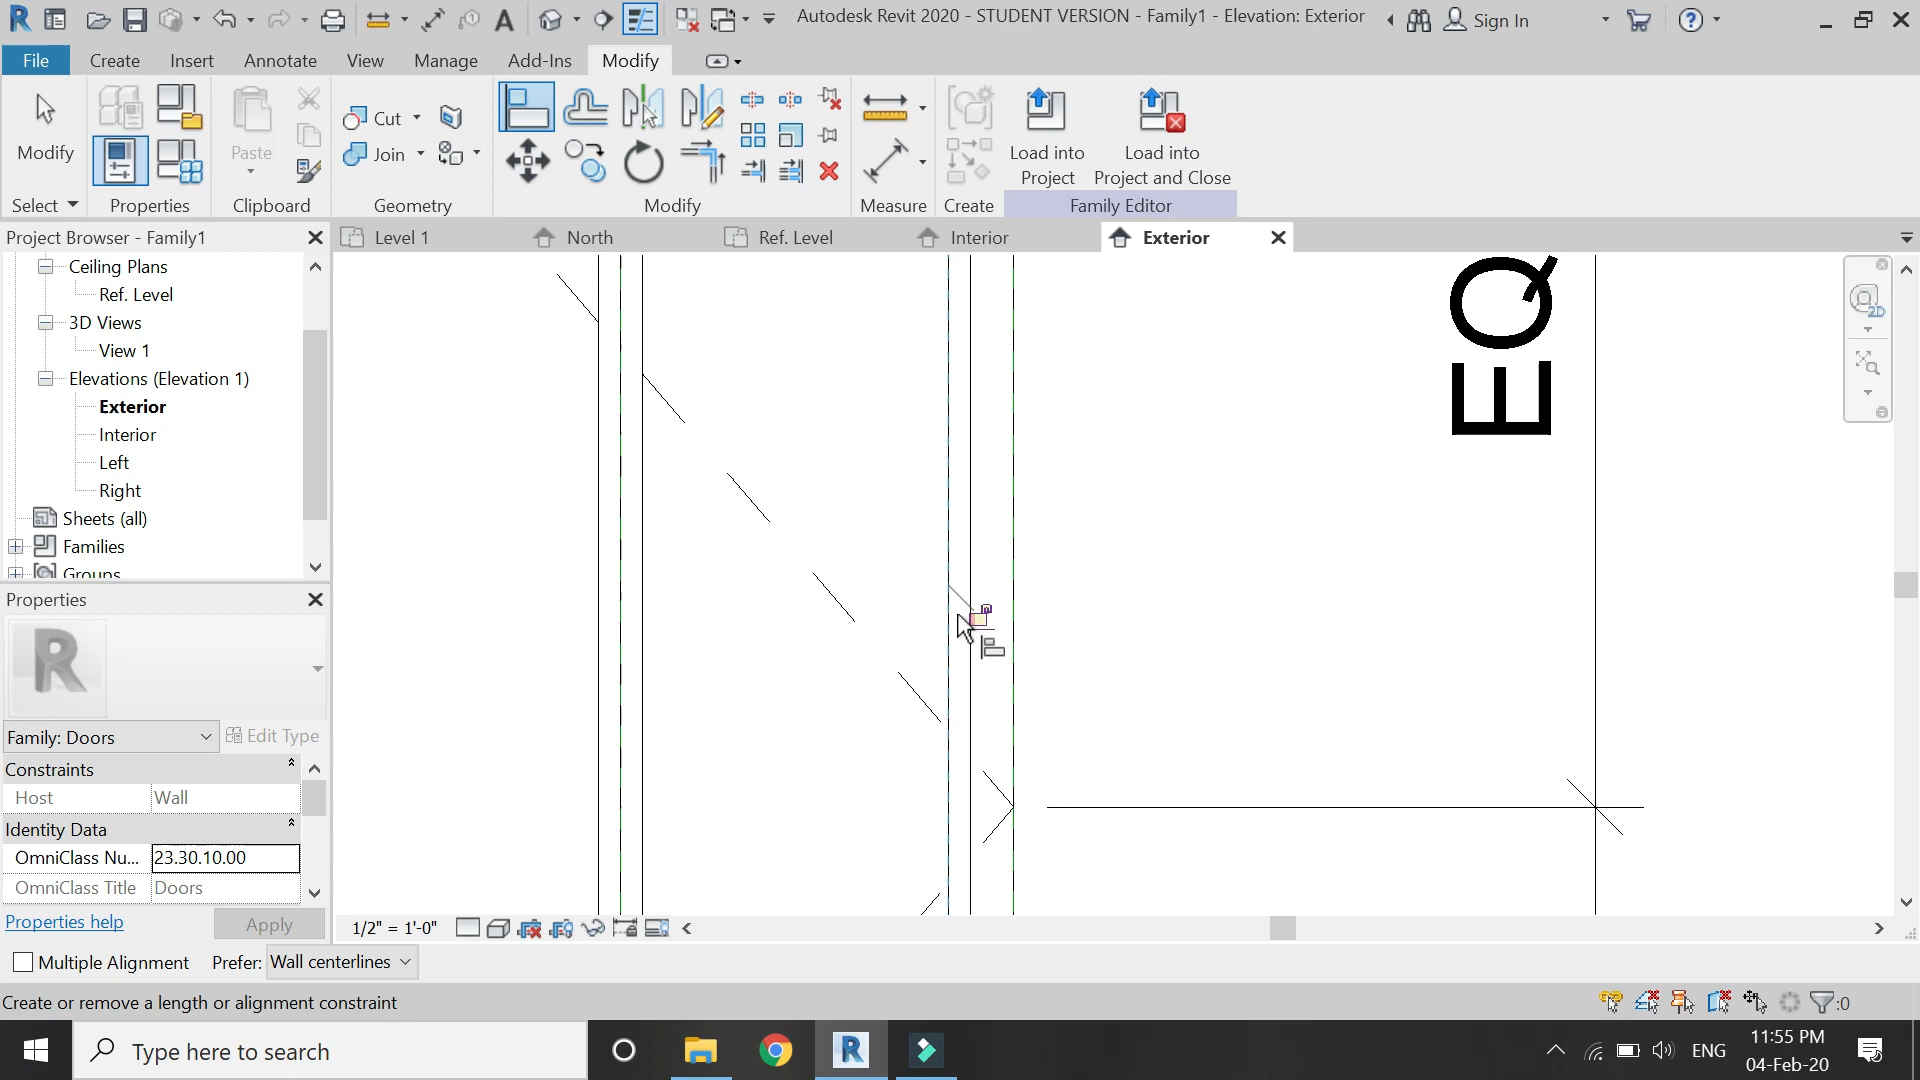 Autodesk Revit 2020 - STUDENT VERSION - Family1 - Elevation: Exterior
Sign In
File
Create
Insert
Annotate
View
Manage
Add-Ins
Modify
Modify
Paste
Cut
Join
Load into
Project
Load into
Project and Close
Select
Properties
Clipboard
Geometry
Modify
Measure
Create
Family Editor
Project Browser - Family1
Level 1
North
Ref. Level
Interior
Exterior
Ceiling Plans
Ref. Level
3D Views
View 1
Elevations (Elevation 1)
Exterior
Interior
Left
Right
Sheets (all)
Families
Groups
EQ
2D
Properties
Family: Doors
Edit Type
Constraints
Host
Wall
Identity Data
OmniClass Nu...
23.30.10.00
OmniClass Title
Doors
Properties help
Apply
1/2" = 1'-0"
Multiple Alignment
Prefer:
Wall centerlines
Create or remove a length or alignment constraint
:0
Type here to search
ENG
11:55 PM
04-Feb-20